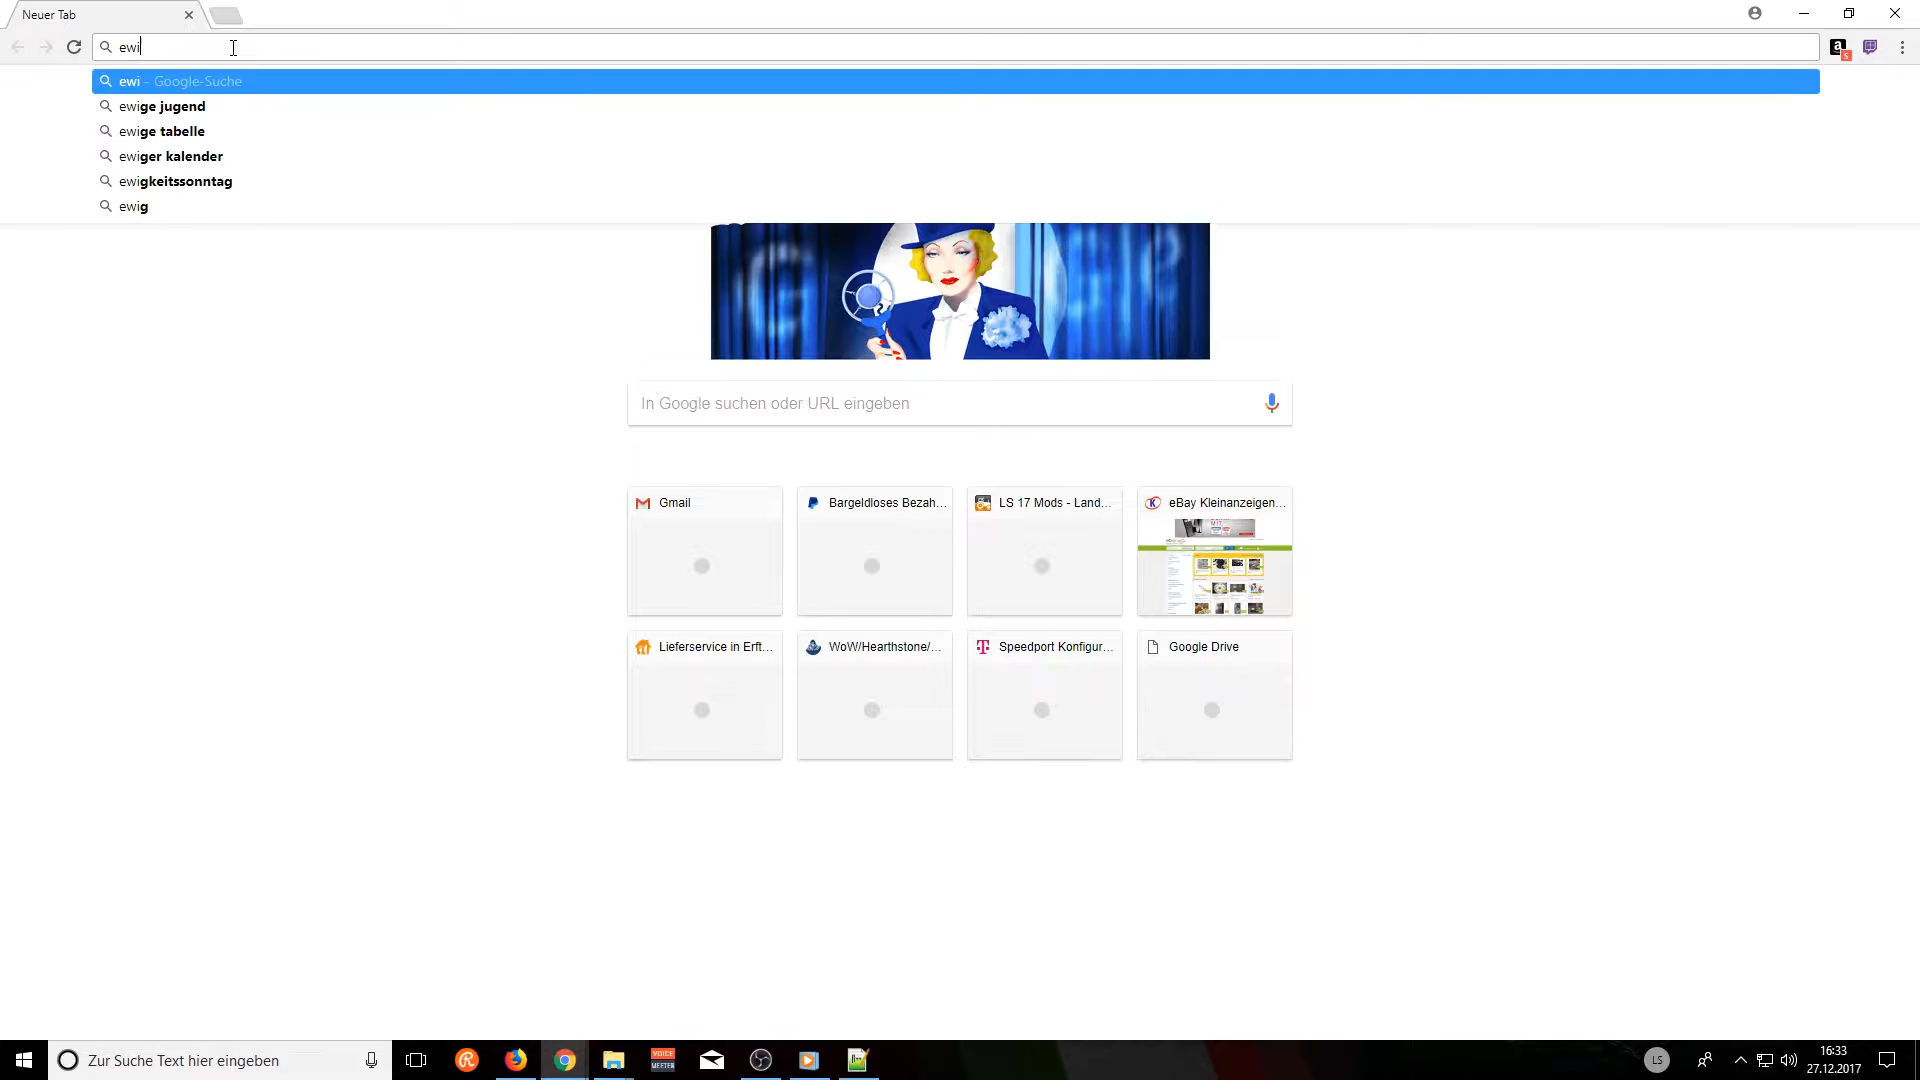 Neuer Tab
ewi
ewi - Google-Suche
ewige jugend
ewige tabelle
ewiger kalender
ewigkeitssonntag
ewig
In Google suchen oder URL eingeben
Gmail
Bargeldloses Bezah...
LS 17 Mods - Land...
eBay Kleinanzeigen...
Lieferservice in Erft...
WoW/Hearthstone/...
Speedport Konfigur...
Google Drive
Zur Suche Text hier eingeben
VOICE
MEETER
LS
16:33
27.12.2017